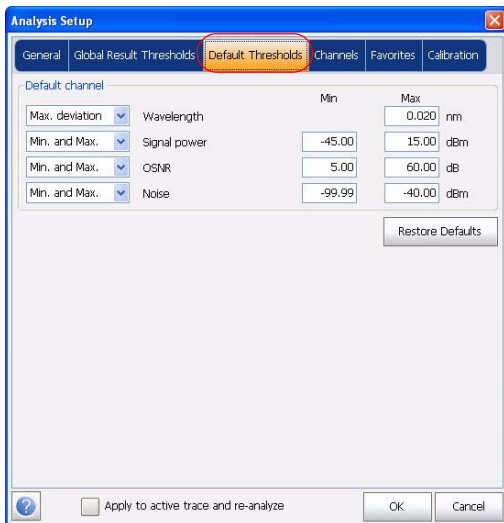 Analysis Setup
General Global Result Thresholds Default Thresholds Channels Favorites Calibration
Default channel
Min Max
Max. deviation Wavelength 0.020 nm
Min. and Max. Signal power -45.00 15.00 dBm
Min. and Max. OSNR 5.00 60.00 dB
Min. and Max. Noise -99.99 -40.00 dBm
Restore Defaults
? Apply to active trace and re-analyze OK Cancel